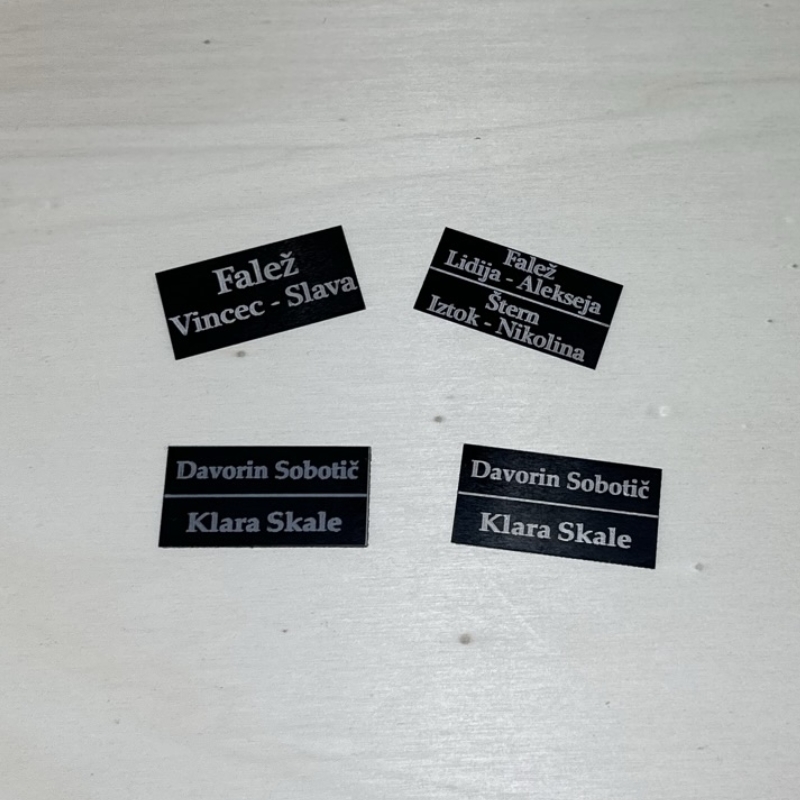 Falež
Vincec - Slava
Falež
Lidija - Alekseja
Štern
Iztok - Nikolina
Davorin Sobotič
Klara Skale
Davorin Sobotič
Klara Skale